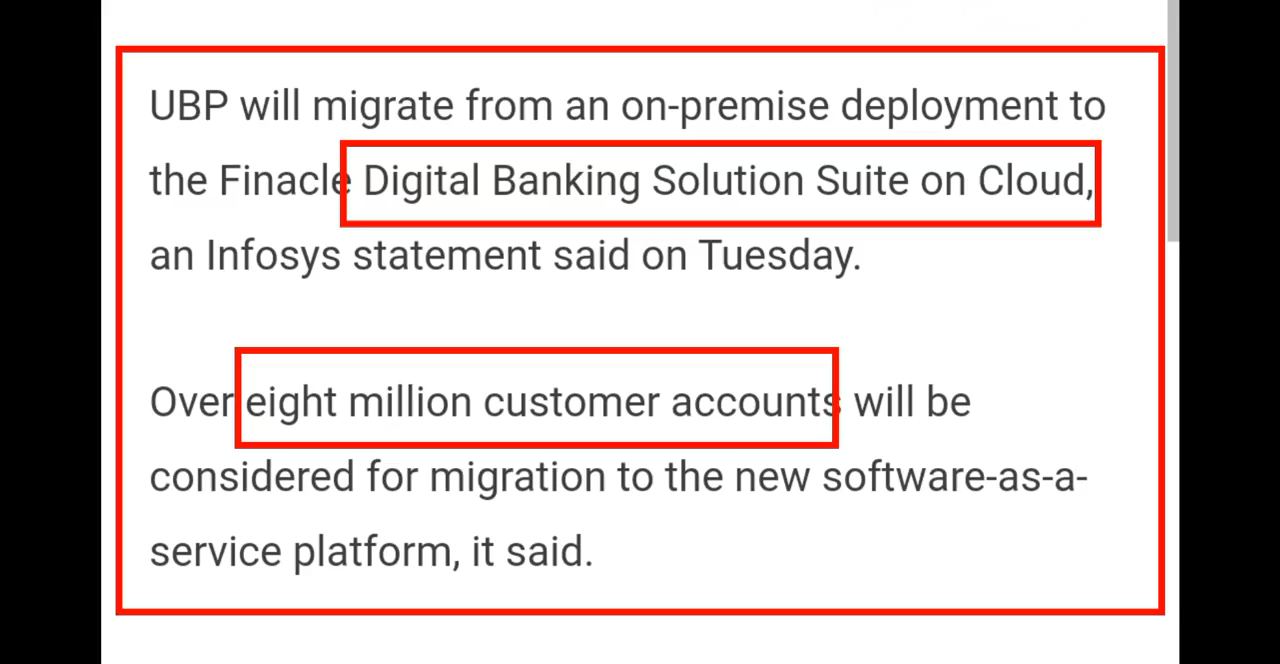 UBP will migrate from an on-premise deployment to
the Finacle Digital Banking Solution Suite on Cloud,
an Infosys statement said on Tuesday.
Over eight million customer accounts will be
considered for migration to the new software-as-a-
service platform, it said.